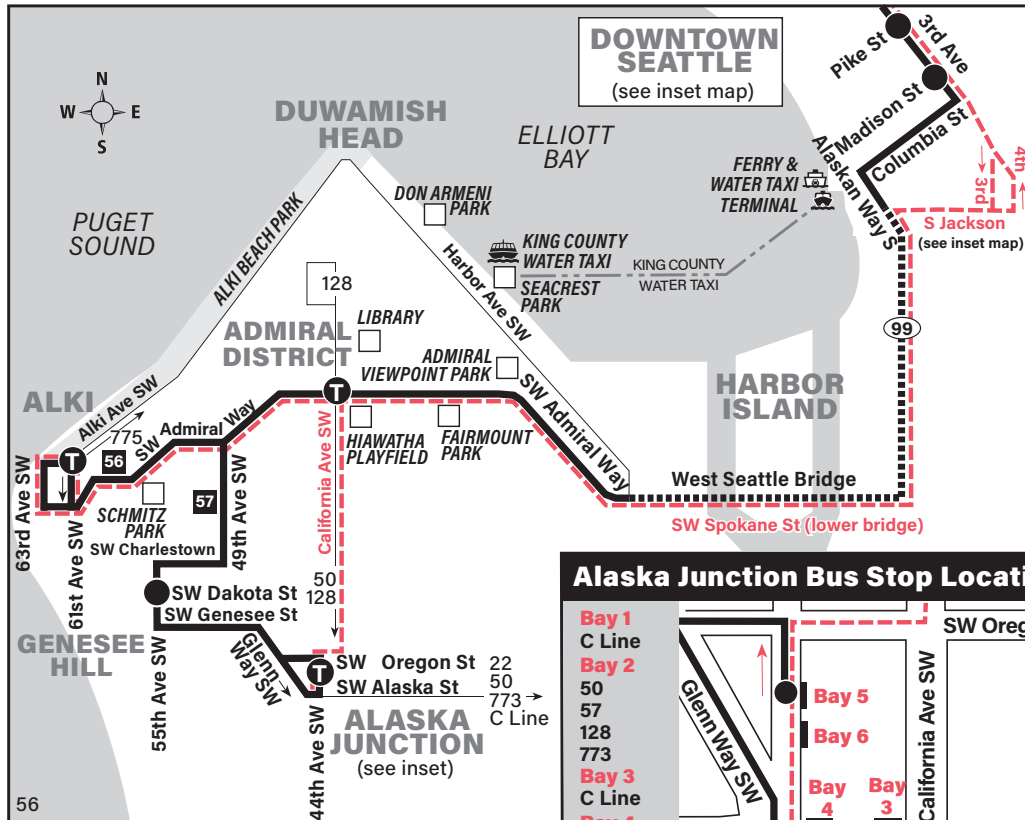 DOWNTOWN
SEATTLE
(see inset map)
N
W
E
S
DUWAMISH
HEAD
ELLIOTT
BAY
PUGET
SOUND
Pike St
3rd Ave
Madison St
Columbia St
Alaskan Way S
4th
3rd
S Jackson
(see inset map)
FERRY &
WATER TAXI
TERMINAL
DON ARMENI
PARK
ALKI BEACH PARK
KING COUNTY
WATER TAXI
SEACREST
PARK
KING COUNTY
WATER TAXI
Harbor Ave SW
128
LIBRARY
ADMIRAL
DISTRICT
ADMIRAL
VIEWPOINT PARK
99
HARBOR
ISLAND
ALKI
Alki Ave SW
775
T
56
SW
Admiral
Way
T
HIAWATHA
PLAYFIELD
FAIRMOUNT
PARK
SW Admiral Way
West Seattle Bridge
SW Spokane St (lower bridge)
63rd Ave SW
61st Ave SW
SCHMITZ
PARK
57
49th Ave SW
California Ave SW
SW Charlestown
SW Dakota St
SW Genesee St
50
128
GENESEE
HILL
55th Ave SW
Glenn
Way SW
T
SW Oregon St
SW Alaska St
22
50
773
C Line
44th Ave SW
ALASKA
JUNCTION
(see inset)
56
Alaska Junction Bus Stop Locati
Bay 1
C Line
Bay 2
50
57
128
773
Bay 3
C Line
Bay 4
Glenn Way SW
Bay 5
Bay 6
Bay
4
Bay
3
California Ave SW
SW Oreg